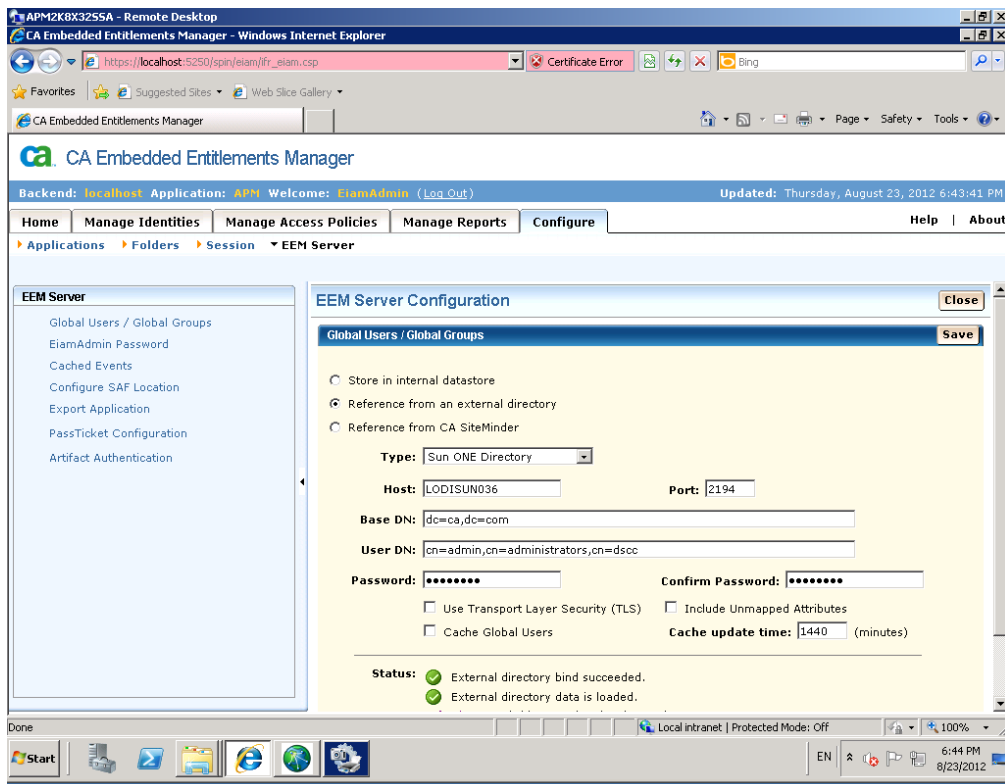 APM2K8X32SSA - Remote Desktop
CA Embedded Entitlements Manager - Windows Internet Explorer
https://localhost:5250/spin/eiam/ifr_eiam.csp
Certificate Error
Bing
Favorites
Suggested Sites
Web Slice Gallery
CA Embedded Entitlements Manager
Page
Safety
Tools
ca CA Embedded Entitlements Manager
Backend: localhost Application: APM Welcome: EiamAdmin (Log Out)
Updated: Thursday, August 23, 2012 6:43:41 PM
Home
Manage Identities
Manage Access Policies
Manage Reports
Configure
Help | About
Applications
Folders
Session
EEM Server
EEM Server
Global Users / Global Groups
EiamAdmin Password
Cached Events
Configure SAF Location
Export Application
PassTicket Configuration
Artifact Authentication
EEM Server Configuration
Close
Global Users / Global Groups
Save
Store in internal datastore
Reference from an external directory
Reference from CA SiteMinder
Type: Sun ONE Directory
Host: LODISUN036
Port: 2194
Base DN: dc=ca,dc=com
User DN: cn=admin,cn=administrators,cn=dscc
Password: ••••••••
Confirm Password: ••••••••
Use Transport Layer Security (TLS)
Include Unmapped Attributes
Cache Global Users
Cache update time: 1440 (minutes)
Status: External directory bind succeeded.
External directory data is loaded.
Done
Local intranet | Protected Mode: Off
100%
Start
EN
6:44 PM
8/23/2012